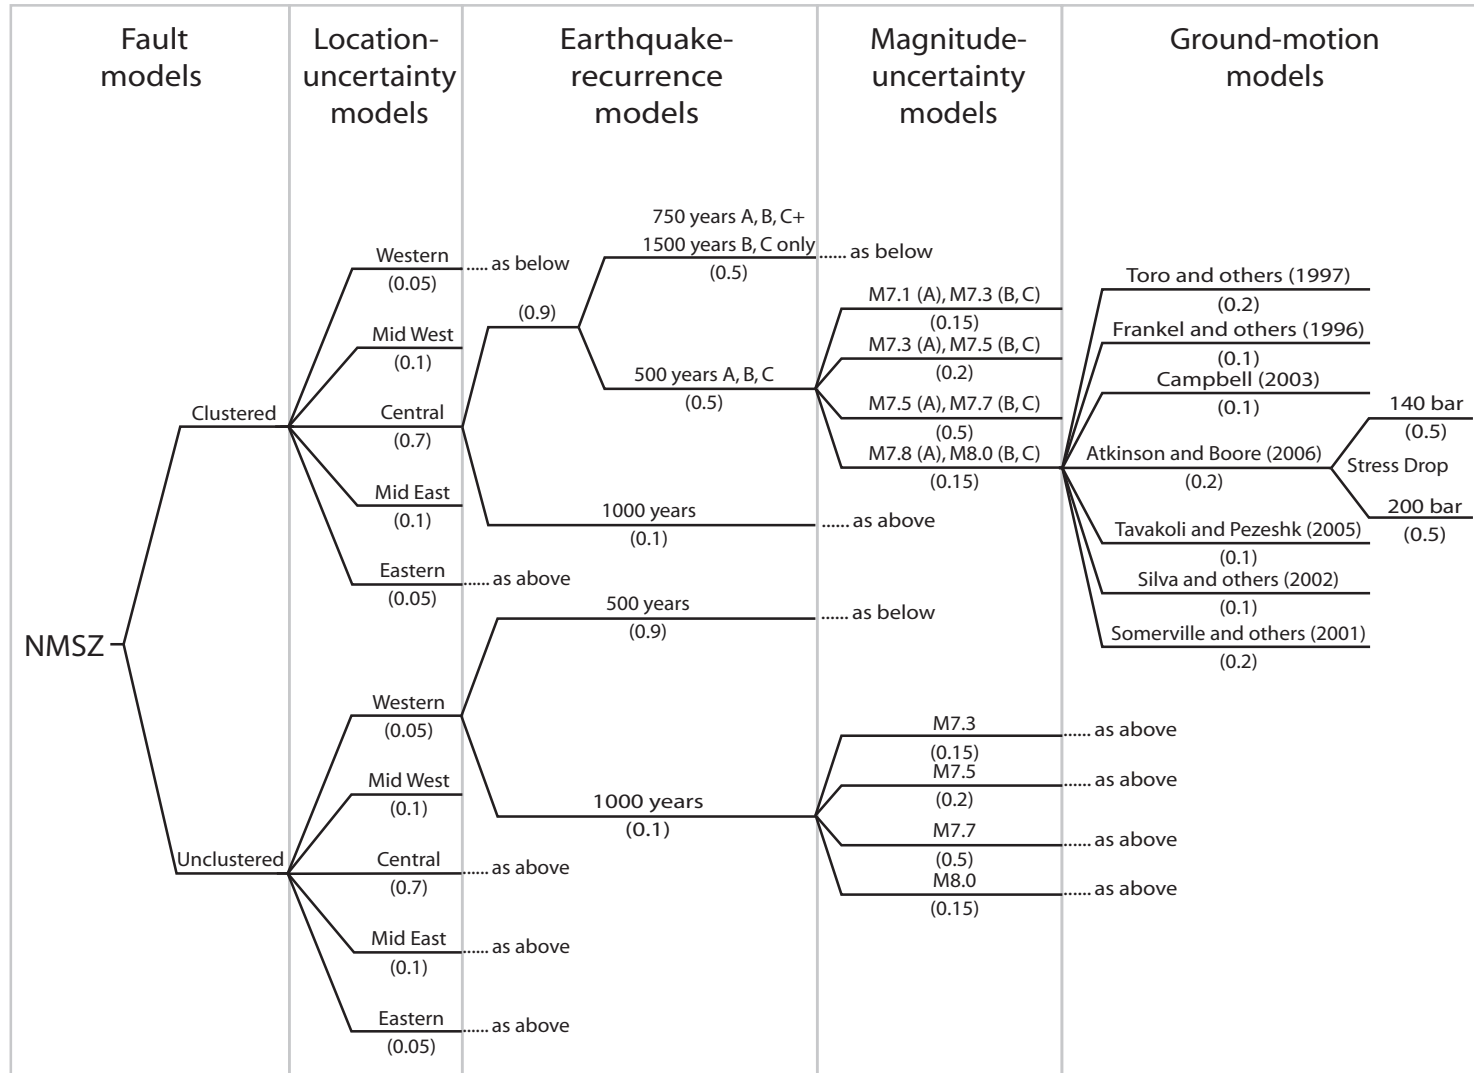 Fault
models
Location-
uncertainty
models
Earthquake-
recurrence
models
Magnitude-
uncertainty
models
Ground-motion
models
NMSZ
Clustered
Western
(0.05)
..... as below
Mid West
(0.1)
Central
(0.7)
Mid East
(0.1)
Eastern
(0.05)
...... as above
(0.9)
750 years A, B, C+
1500 years B, C only
(0.5)
...... as below
500 years A, B, C
(0.5)
1000 years
(0.1)
...... as above
M7.1 (A), M7.3 (B, C)
(0.15)
M7.3 (A), M7.5 (B, C)
(0.2)
M7.5 (A), M7.7 (B, C)
(0.5)
M7.8 (A), M8.0 (B, C)
(0.15)
Toro and others (1997)
(0.2)
Frankel and others (1996)
(0.1)
Campbell (2003)
(0.1)
Atkinson and Boore (2006)
(0.2)
140 bar
(0.5)
Stress Drop
200 bar
(0.5)
Tavakoli and Pezeshk (2005)
(0.1)
Silva and others (2002)
(0.1)
Somerville and others (2001)
(0.2)
Unclustered
Western
(0.05)
Mid West
(0.1)
Central
(0.7)
...... as above
Mid East
(0.1)
...... as above
Eastern
(0.05)
...... as above
500 years
(0.9)
...... as below
1000 years
(0.1)
M7.3
(0.15)
...... as above
M7.5
(0.2)
...... as above
M7.7
(0.5)
...... as above
M8.0
(0.15)
...... as above